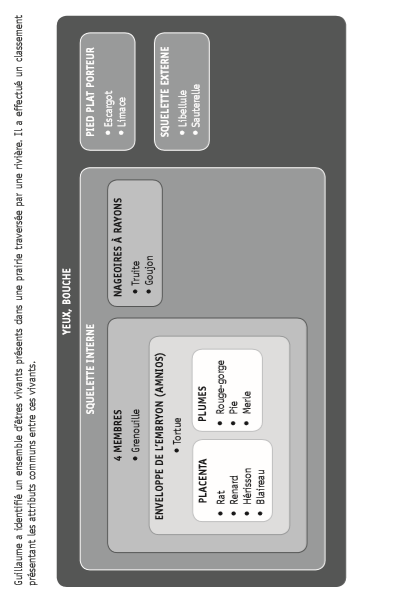 Guillaume a identifié un ensemble d'êtres vivants présents dans une prairie traversée par une rivière. Il a effectué un classement
présentant les attributs communs entre ces vivants.
YEUX, BOUCHE
SQUELETTE INTERNE
4 MEMBRES
• Grenouille
ENVELOPPE DE L'EMBRYON (AMNIOS)
• Tortue
PLACENTA
• Rat
• Renard
• Hérisson
• Blaireau
PLUMES
• Rouge-gorge
• Pie
• Merle
NAGEOIRES À RAYONS
• Truite
• Goujon
PIED PLAT PORTEUR
• Escargot
• Limace
SQUELETTE EXTERNE
• Libellule
• Sauterelle